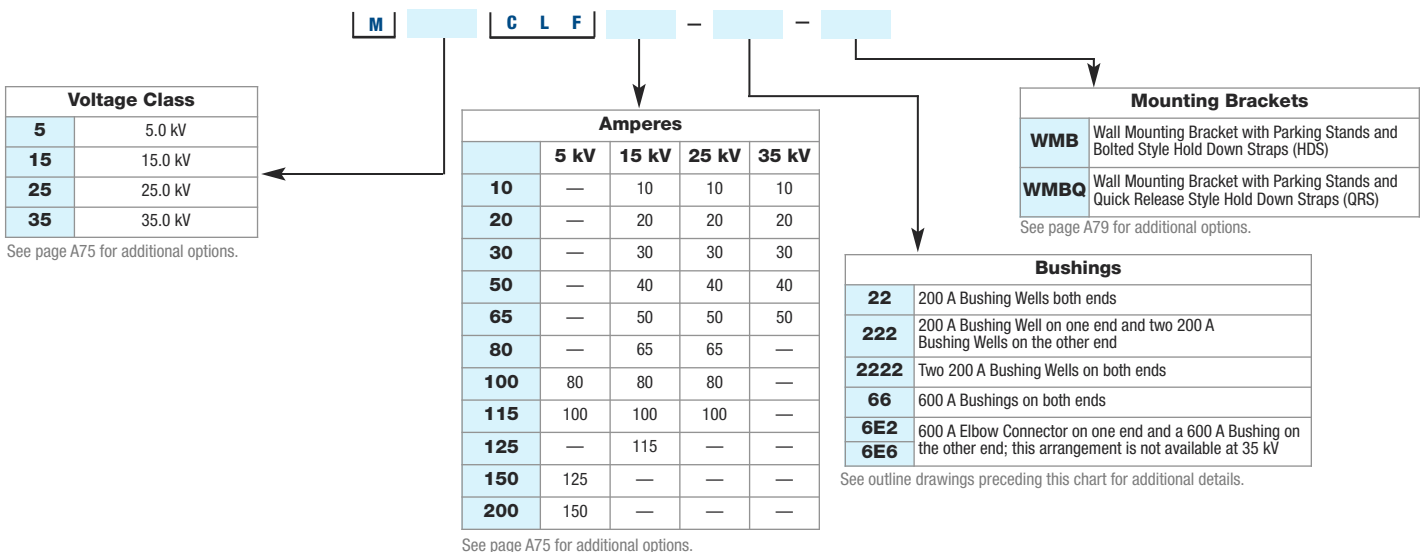 M C L F – –
Voltage Class
5 5.0 kV
15 15.0 kV
25 25.0 kV
35 35.0 kV
See page A75 for additional options.
Amperes
5 kV 15 kV 25 kV 35 kV
10 — 10 10 10
20 — 20 20 20
30 — 30 30 30
50 — 40 40 40
65 — 50 50 50
80 — 65 65 —
100 80 80 80 —
115 100 100 100 —
125 — 115 — —
150 125 — — —
200 150 — — —
See page A75 for additional options.
Mounting Brackets
WMB Wall Mounting Bracket with Parking Stands and
Bolted Style Hold Down Straps (HDS)
WMBQ Wall Mounting Bracket with Parking Stands and
Quick Release Style Hold Down Straps (QRS)
See page A79 for additional options.
Bushings
22 200 A Bushing Wells both ends
222 200 A Bushing Well on one end and two 200 A
Bushing Wells on the other end
2222 Two 200 A Bushing Wells on both ends
66 600 A Bushings on both ends
6E2 600 A Elbow Connector on one end and a 600 A Bushing on
6E6 the other end; this arrangement is not available at 35 kV
See outline drawings preceding this chart for additional details.